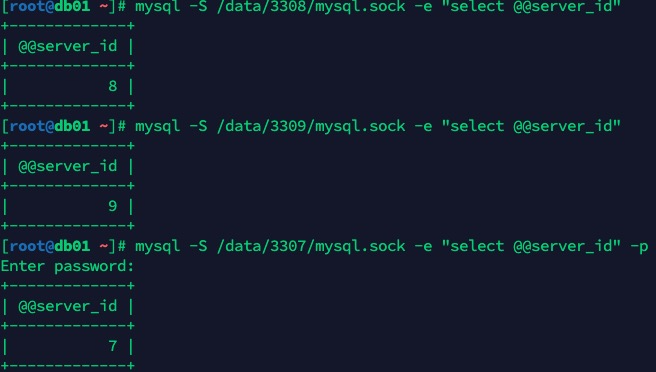 [root@db01 ~]# mysql -S /data/3308/mysql.sock -e "select @@server_id"
+-------------+
| @@server_id |
+-------------+
|           8 |
+-------------+
[root@db01 ~]# mysql -S /data/3309/mysql.sock -e "select @@server_id"
+-------------+
| @@server_id |
+-------------+
|           9 |
+-------------+
[root@db01 ~]# mysql -S /data/3307/mysql.sock -e "select @@server_id" -p
Enter password:
+-------------+
| @@server_id |
+-------------+
|           7 |
+-------------+